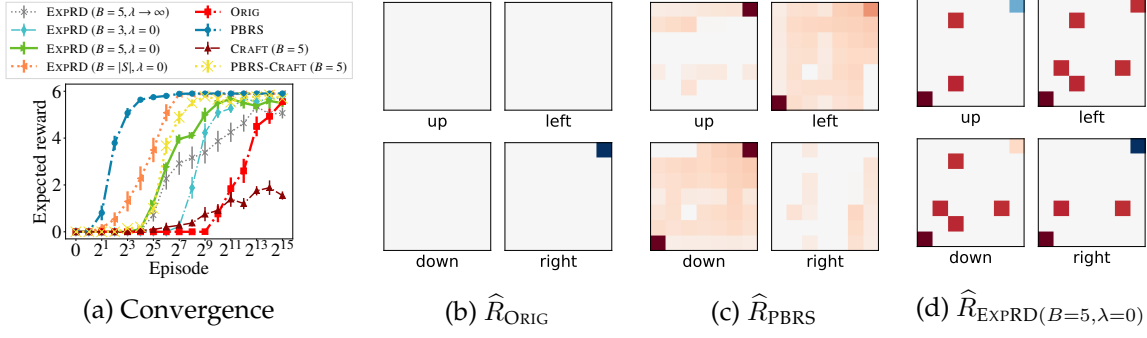 EXPRD (B = 5, λ → ∞)
EXPRD (B = 3, λ = 0)
EXPRD (B = 5, λ = 0)
EXPRD (B = |S|, λ = 0)
ORIG
PBRS
CRAFT (B = 5)
PBRS-CRAFT (B = 5)
Expected reward
6
4
2
0
0 2^1 2^3 2^5 2^7 2^9 2^11 2^13 2^15
Episode
(a) Convergence
up left
down right
(b) R̂_ORIG
up left
down right
(c) R̂_PBRS
up left
down right
(d) R̂_EXPRD(B=5,λ=0)